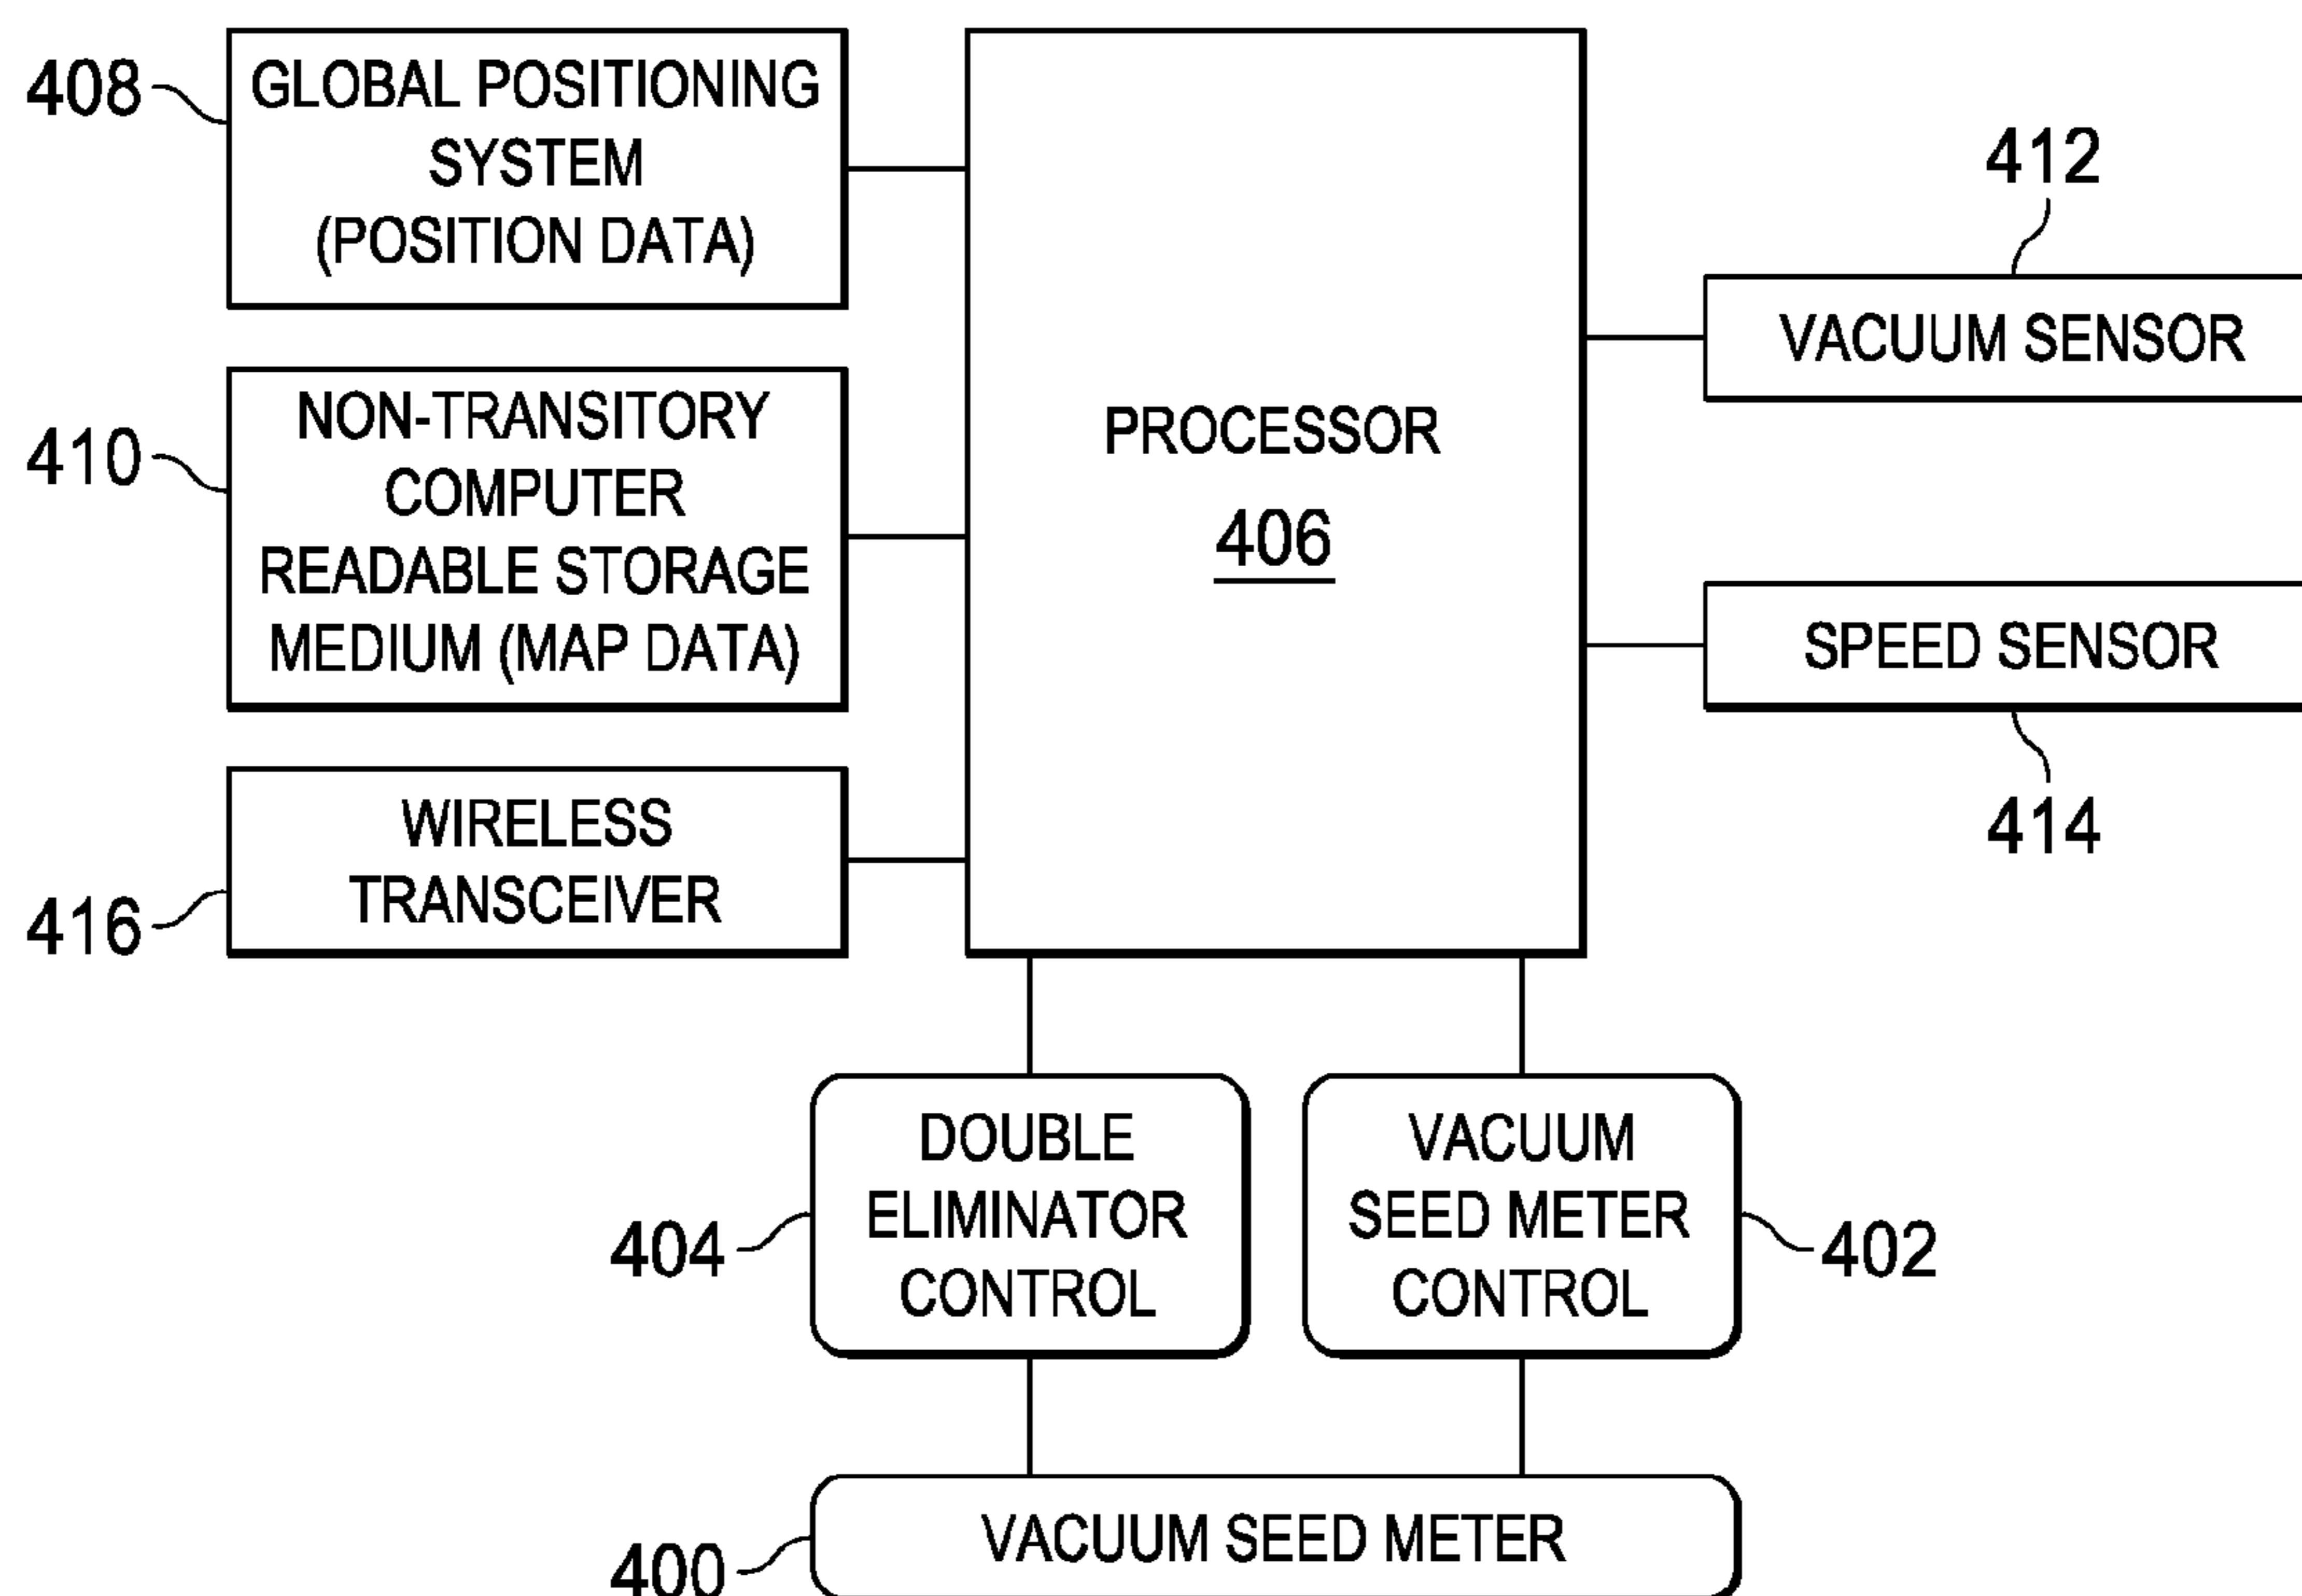 408
GLOBAL POSITIONING
SYSTEM
(POSITION DATA)
410
NON-TRANSITORY
COMPUTER
READABLE STORAGE
MEDIUM (MAP DATA)
416
WIRELESS
TRANSCEIVER
PROCESSOR
406
412
VACUUM SENSOR
SPEED SENSOR
414
404
DOUBLE
ELIMINATOR
CONTROL
VACUUM
SEED METER
CONTROL
402
400
VACUUM SEED METER